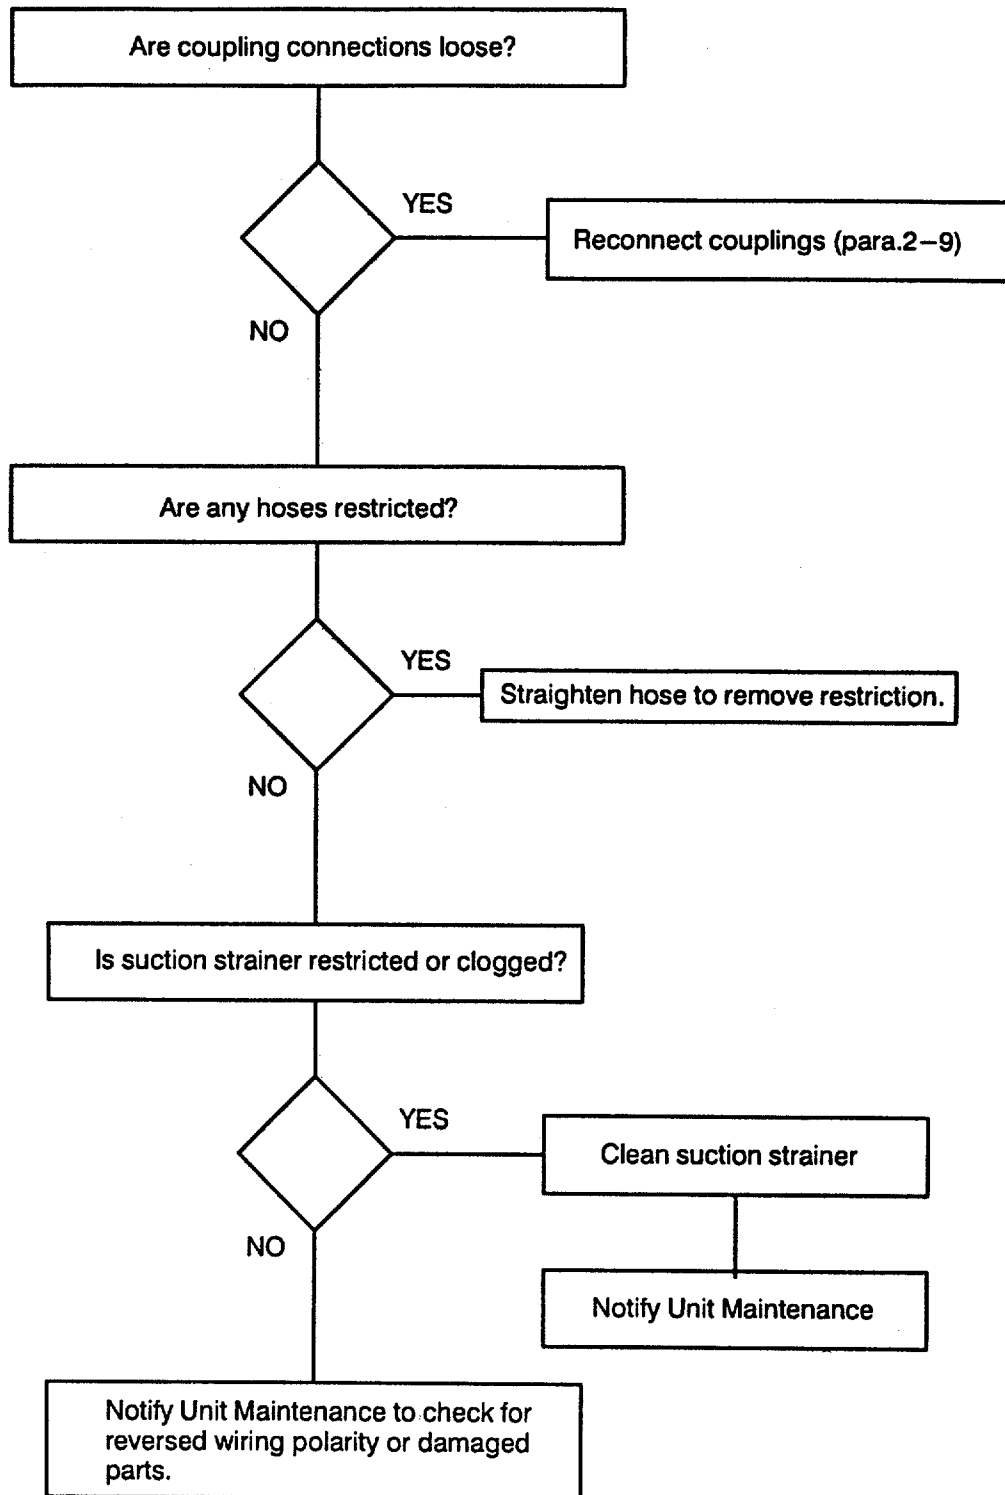 Are coupling connections loose?
YES
Reconnect couplings (para.2–9)
NO
Are any hoses restricted?
YES
Straighten hose to remove restriction.
NO
Is suction strainer restricted or clogged?
YES
Clean suction strainer
NO
Notify Unit Maintenance
Notify Unit Maintenance to check for
reversed wiring polarity or damaged
parts.